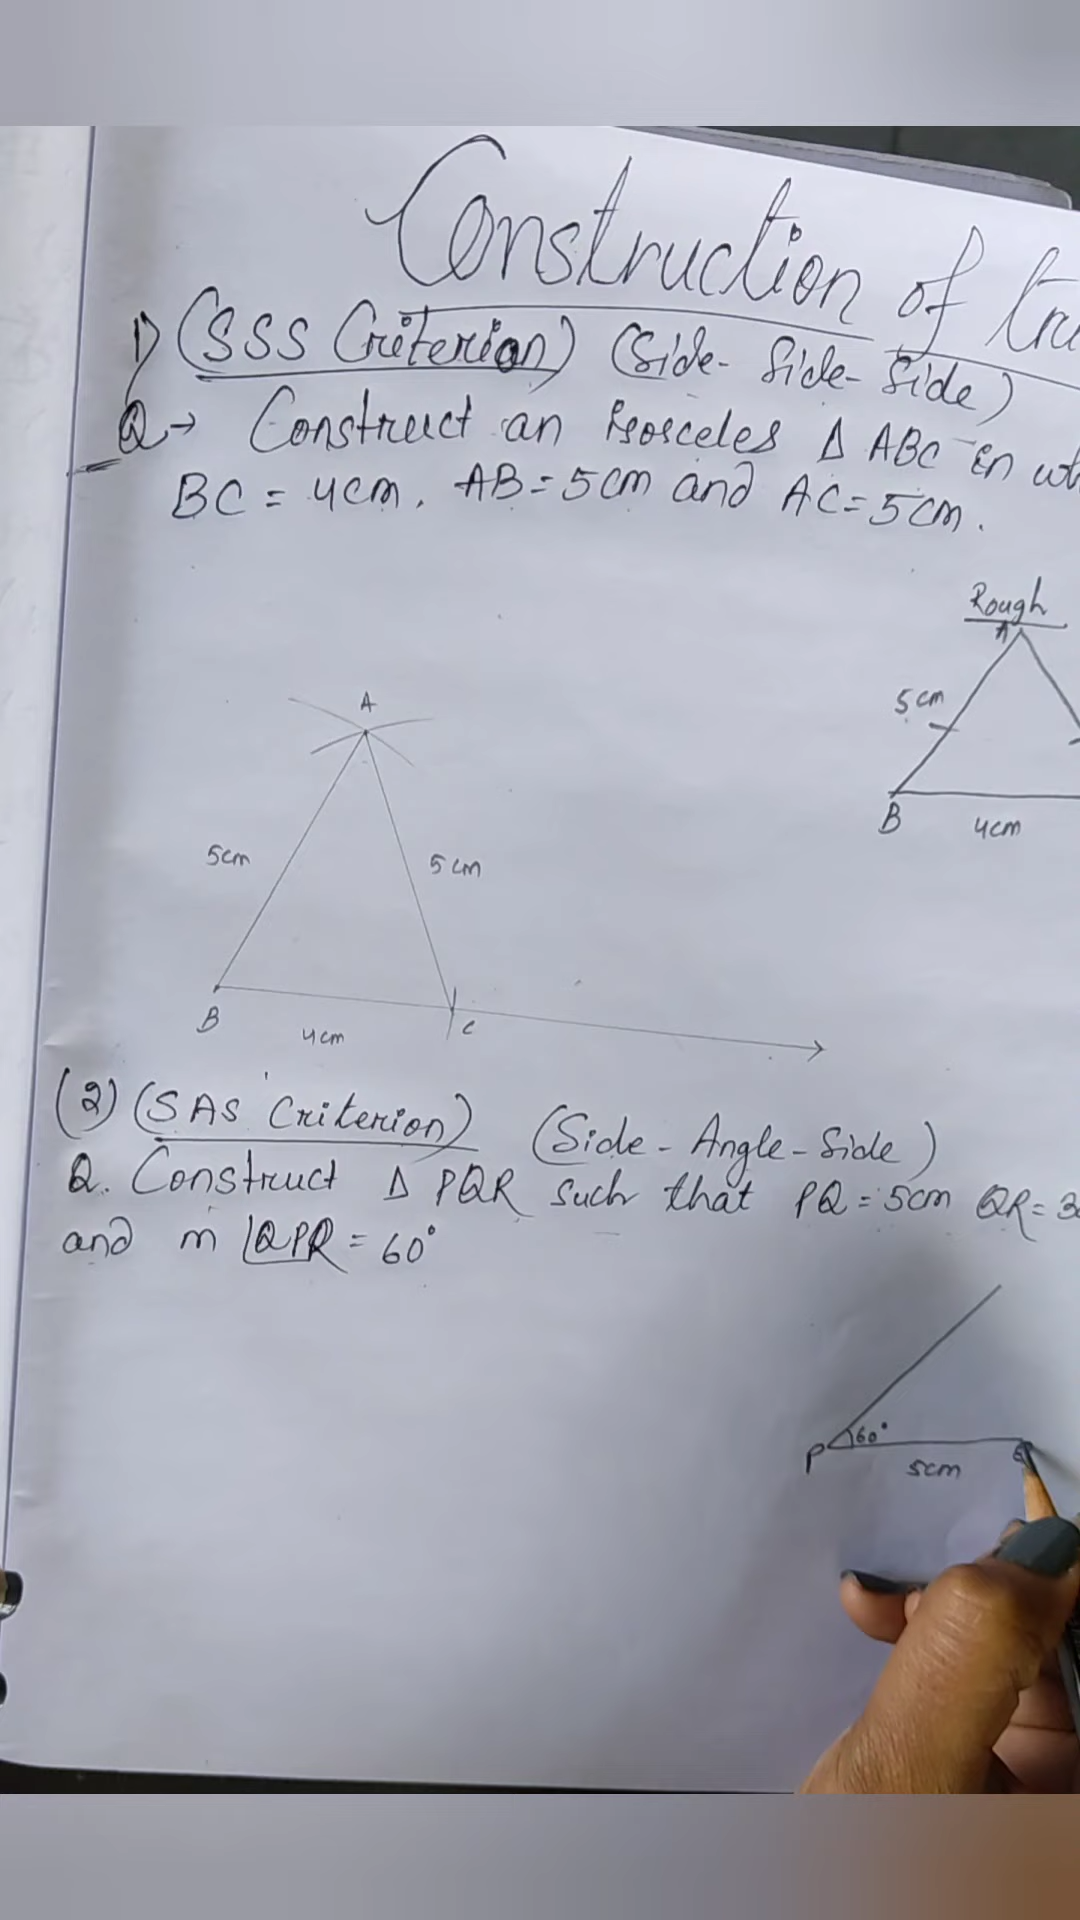 Construction of
1) (SSS Criterion) (Side-Side-Side)
Q→ Construct an isosceles Δ ABC in
BC = 4cm, AB = 5cm and AC = 5cm.
Rough
A
5cm
B
4cm
A
5cm
5cm
B
4cm
C
(2) (SAS Criterion) (Side-Angle-Side)
Q. Construct Δ PQR such that PQ = 5cm QR = 3
and m ∠QPR = 60°
60°
P
5cm